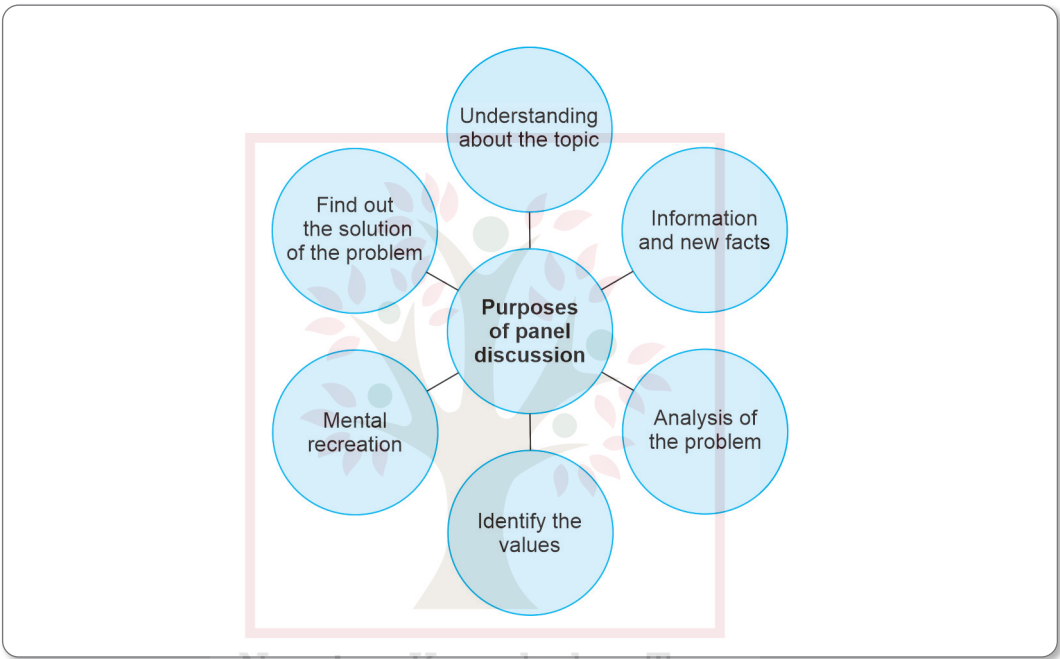 Understanding
about the topic
Information
and new facts
Analysis of
the problem
Identify the
values
Mental
recreation
Find out
the solution
of the problem
Purposes
of panel
discussion